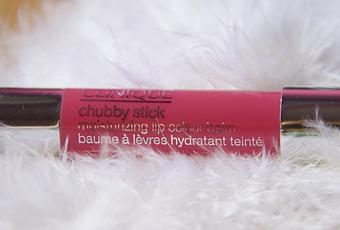 CLINIQUE
chubby stick
moisturizing lip colour balm
baume à lèvres hydratant teinté